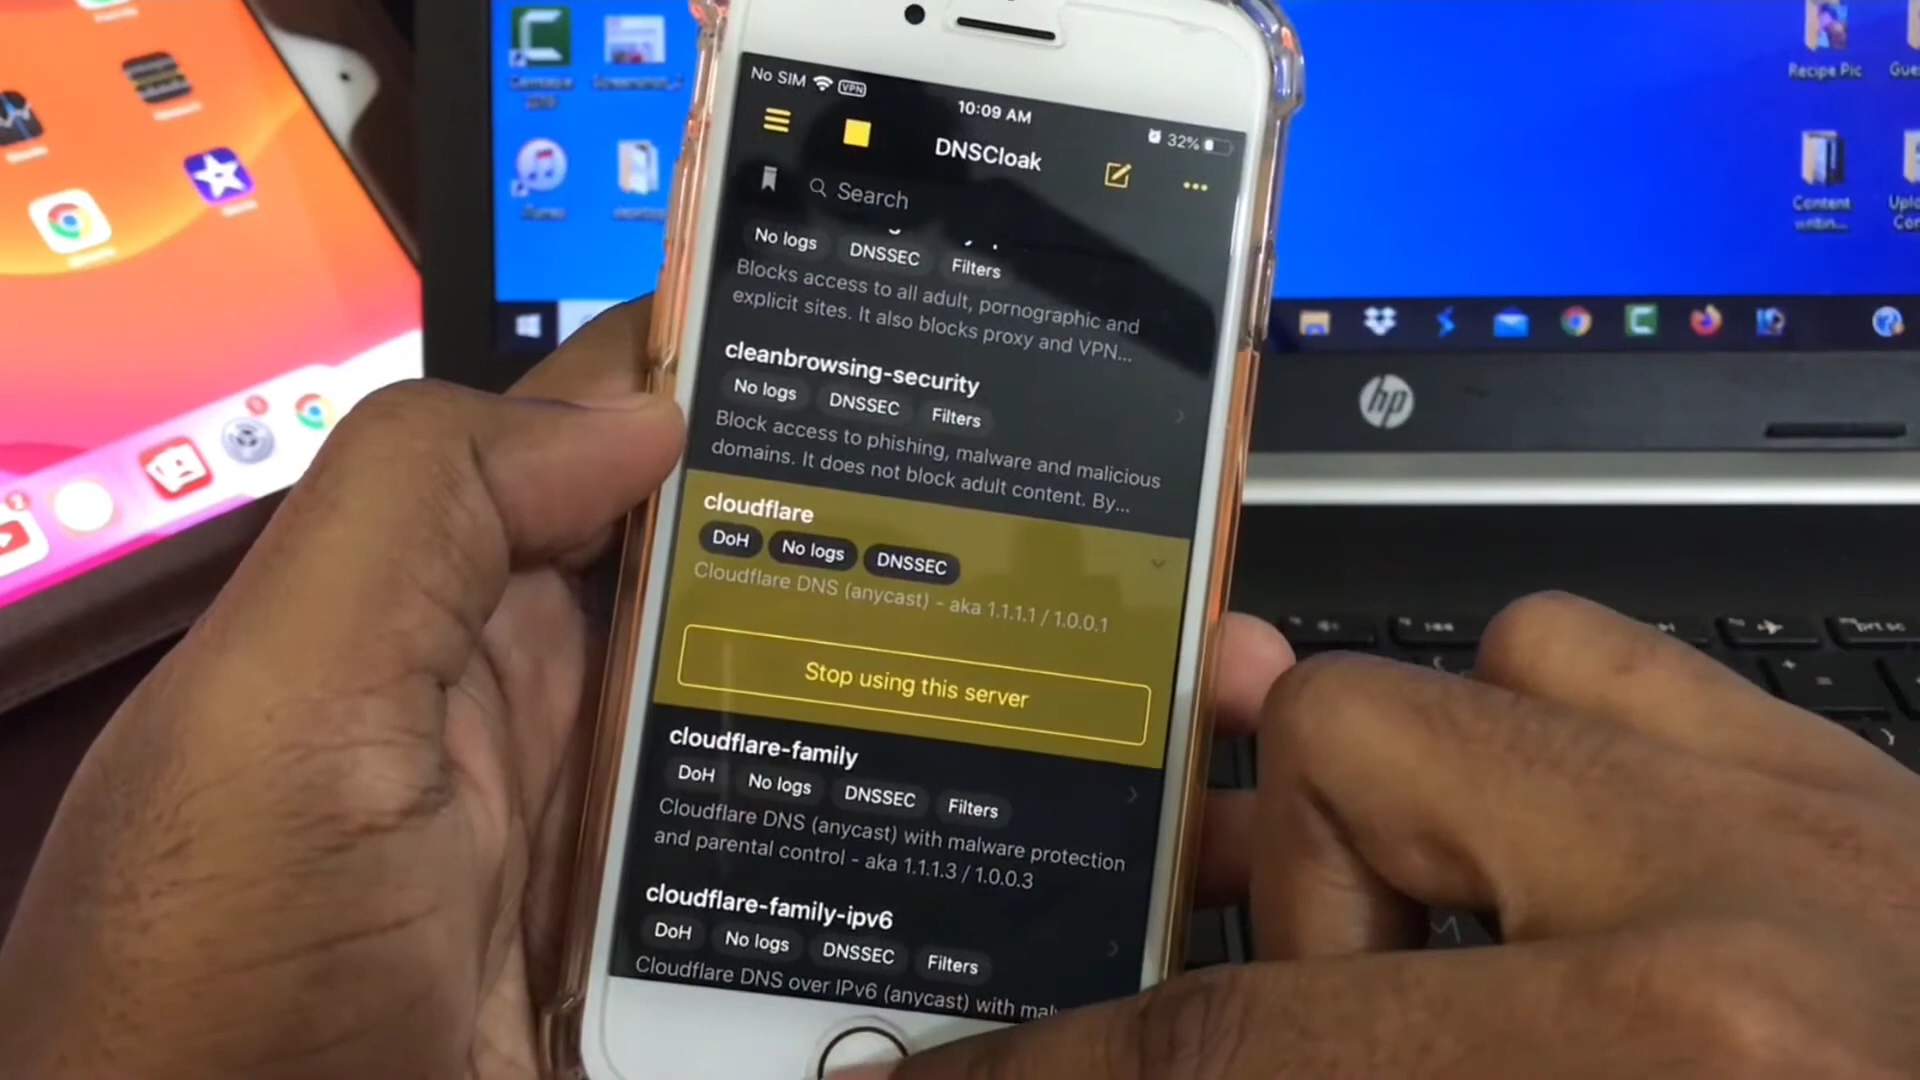 No SIM VPN
10:09 AM
32%
DNSCloak
Search
No logs DNSSEC Filters
Blocks access to all adult, pornographic and
explicit sites. It also blocks proxy and VPN...
cleanbrowsing-security
No logs DNSSEC Filters
Block access to phishing, malware and malicious
domains. It does not block adult content. By...
cloudflare
DoH No logs DNSSEC
Cloudflare DNS (anycast) - aka 1.1.1.1 / 1.0.0.1
Stop using this server
cloudflare-family
DoH No logs DNSSEC Filters
Cloudflare DNS (anycast) with malware protection
and parental control - aka 1.1.1.3 / 1.0.0.3
cloudflare-family-ipv6
DoH No logs DNSSEC Filters
Cloudflare DNS over IPv6 (anycast) with
Recipe Pic
Content
hp